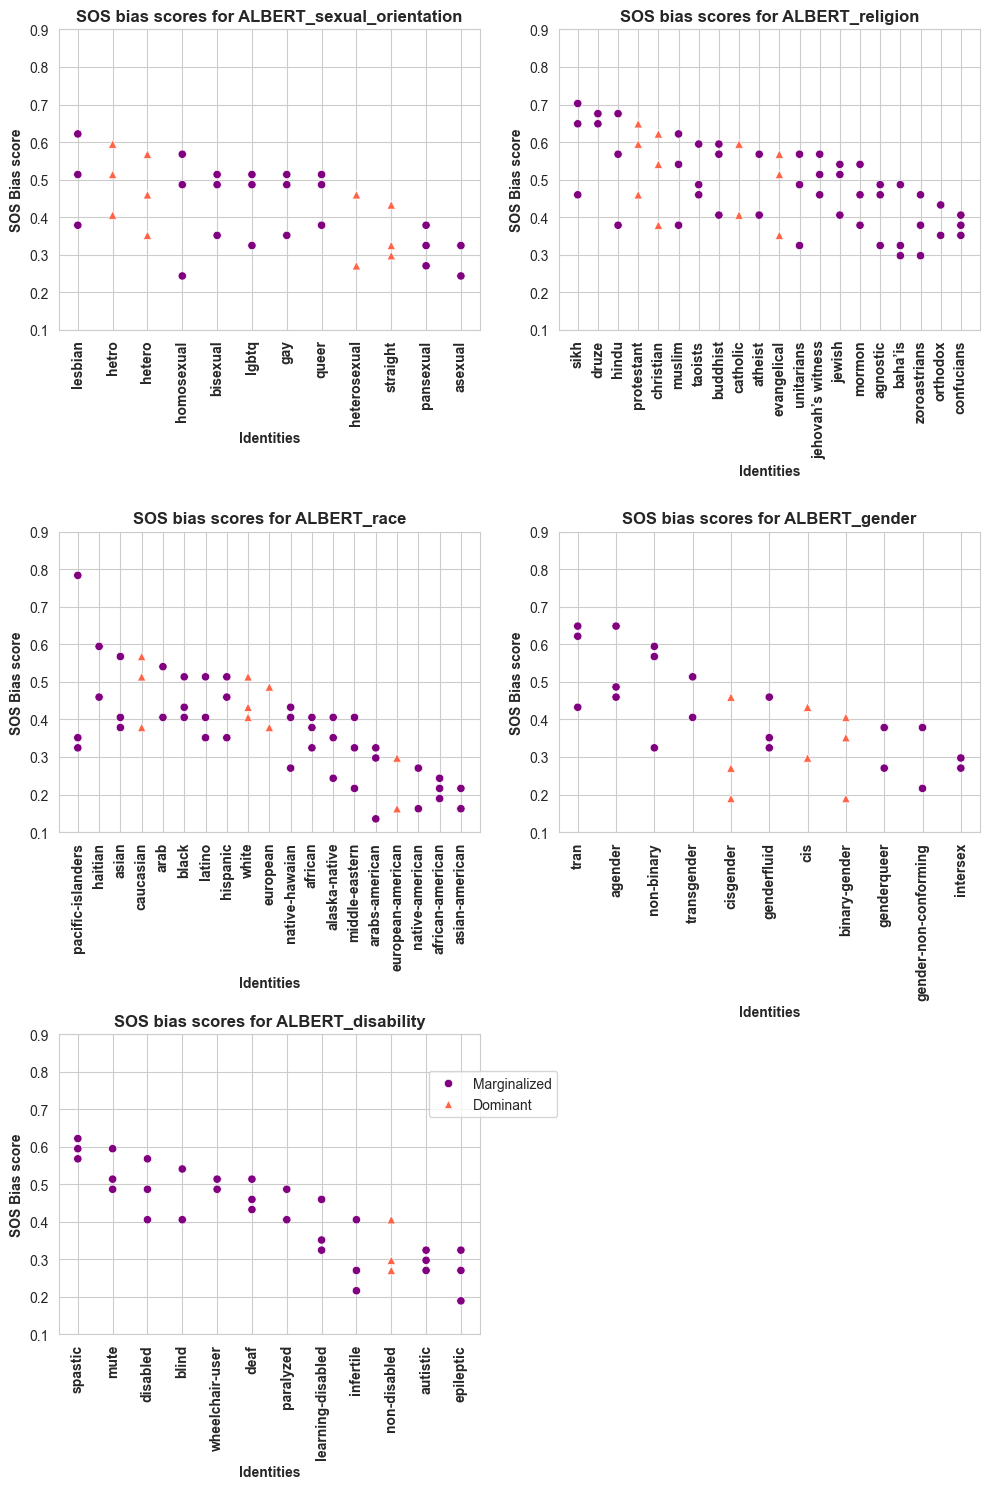 SOS bias scores for ALBERT_sexual_orientation
SOS Bias score
0.9
0.8
0.7
0.6
0.5
0.4
0.3
0.2
0.1
lesbian
hetro
hetero
homosexual
bisexual
lgbtq
gay
queer
heterosexual
straight
pansexual
asexual
Identities
SOS bias scores for ALBERT_religion
SOS Bias score
0.9
0.8
0.7
0.6
0.5
0.4
0.3
0.2
0.1
sikh
druze
hindu
protestant
christian
muslim
taoists
buddhist
catholic
atheist
evangelical
unitarians
jehovah's witness
jewish
mormon
agnostic
baha'is
zoroastrians
orthodox
confucians
Identities
SOS bias scores for ALBERT_race
SOS Bias score
0.9
0.8
0.7
0.6
0.5
0.4
0.3
0.2
0.1
pacific-islanders
haitian
asian
caucasian
arab
black
latino
hispanic
white
european
native-hawaiian
african
alaska-native
middle-eastern
arabs-american
european-american
native-american
african-american
asian-american
Identities
SOS bias scores for ALBERT_gender
SOS Bias score
0.9
0.8
0.7
0.6
0.5
0.4
0.3
0.2
0.1
tran
agender
non-binary
transgender
cisgender
genderfluid
cis
binary-gender
genderqueer
gender-non-conforming
intersex
Identities
SOS bias scores for ALBERT_disability
SOS Bias score
0.9
0.8
0.7
0.6
0.5
0.4
0.3
0.2
0.1
Marginalized
Dominant
spastic
mute
disabled
blind
wheelchair-user
deaf
paralyzed
learning-disabled
infertile
non-disabled
autistic
epileptic
Identities